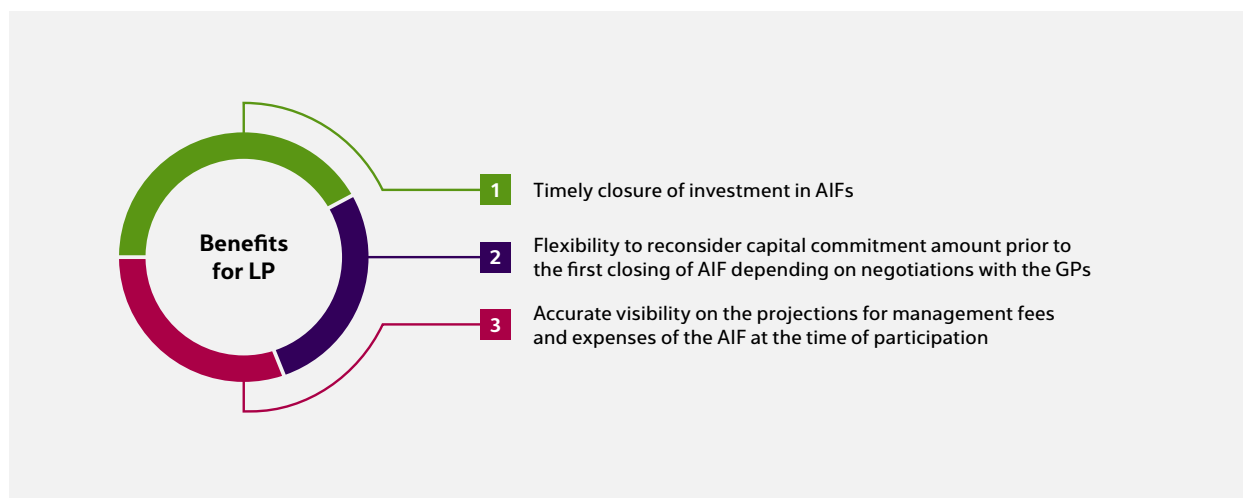 Benefits
for LP
1
Timely closure of investment in AIFs
2
Flexibility to reconsider capital commitment amount prior to
the first closing of AIF depending on negotiations with the GPs
3
Accurate visibility on the projections for management fees
and expenses of the AIF at the time of participation